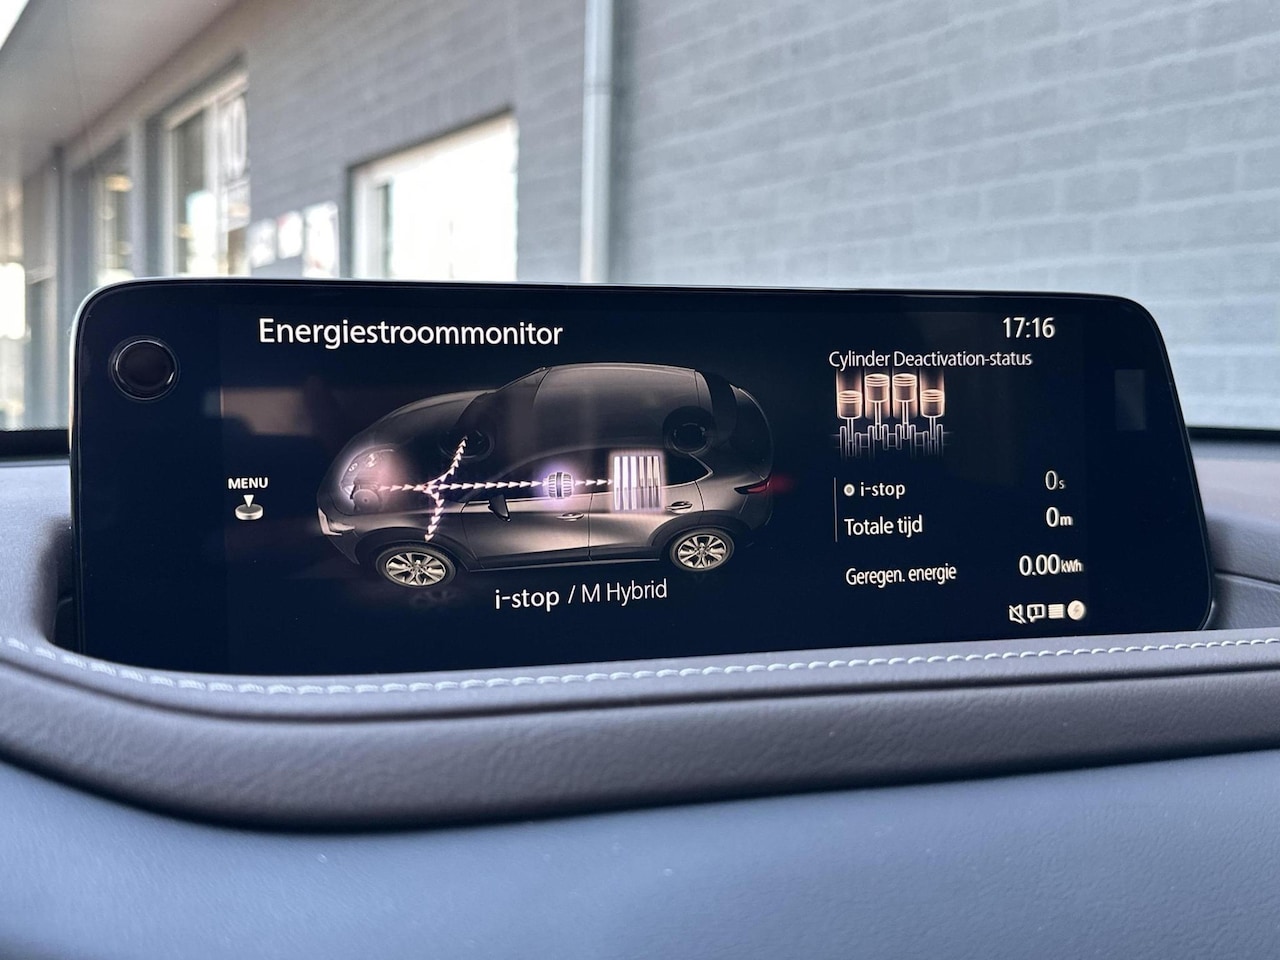 Energiestroommonitor
17:16
Cylinder Deactivation-status
MENU
i-stop 0s
Totale tijd 0m
Geregen. energie 0.00kWh
i-stop / M Hybrid